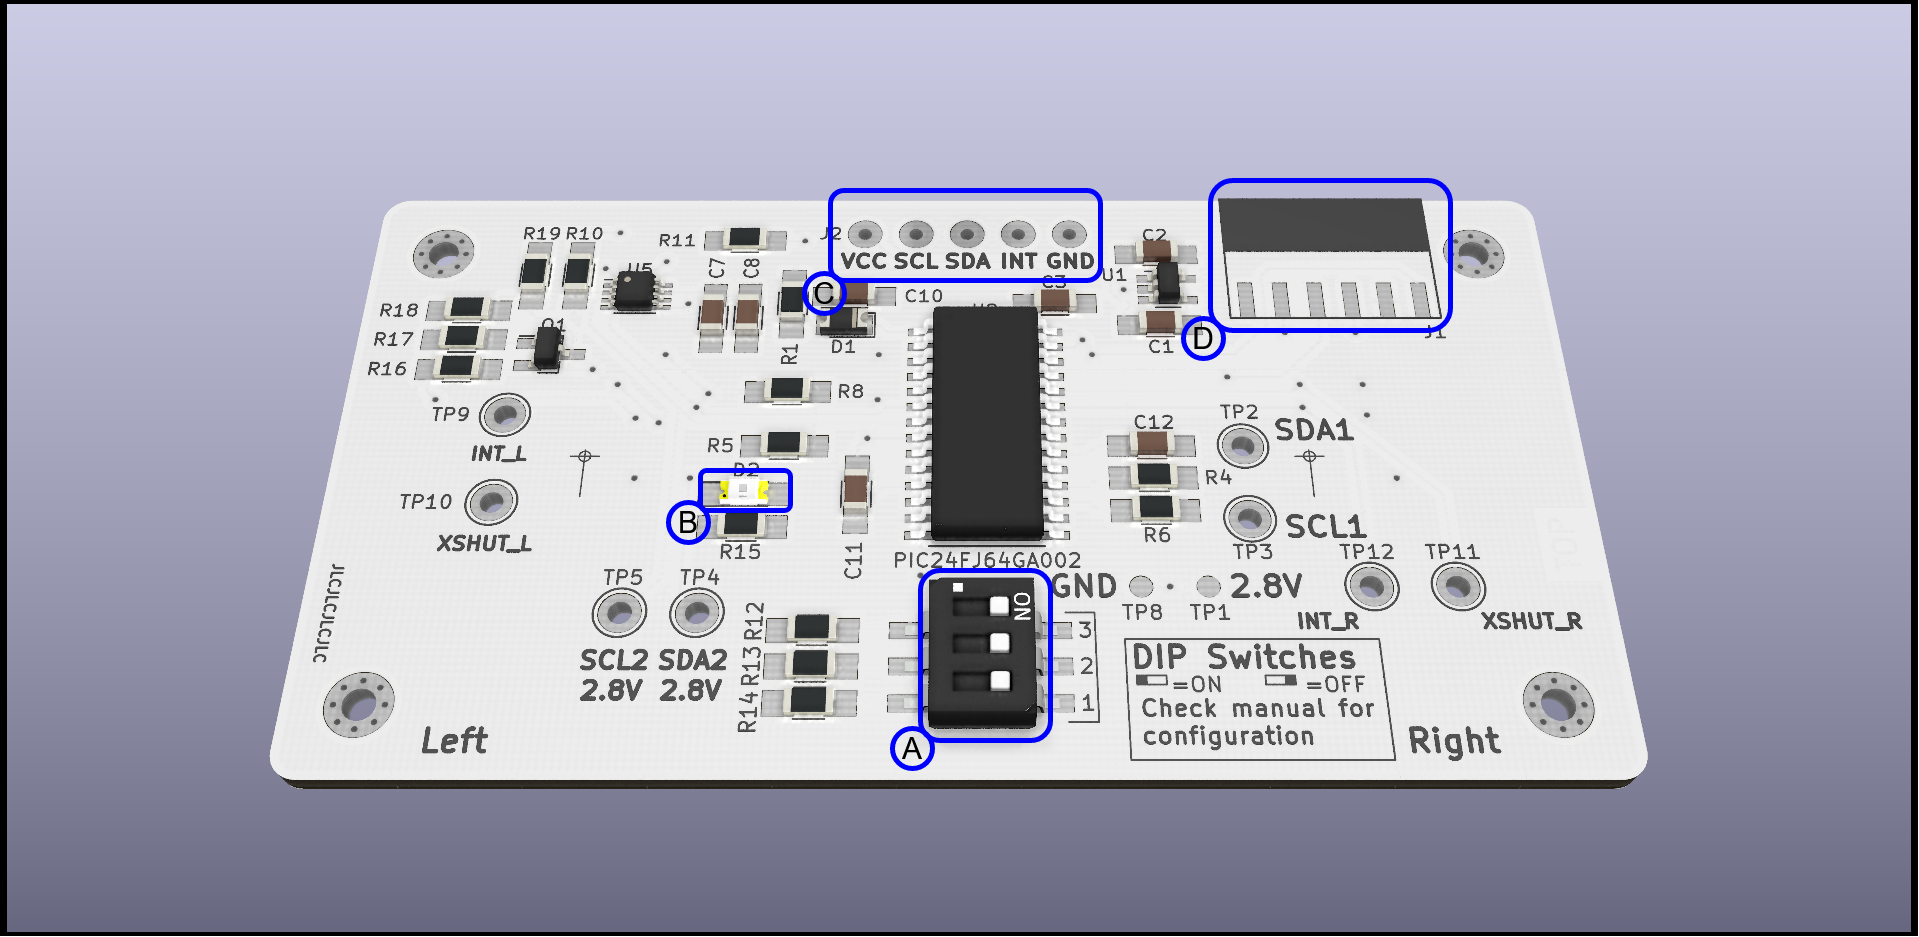 R19 R10
R11
J2
VCC SCL SDA INT GND
C2
U5
C7
C8
U1
C
C10
C3
R18
Q1
D1
C1
D
J1
R17
R1
R16
R8
TP9
INT_L
R5
C12
TP2
SDA1
D2
R4
TP10
XSHUT_L
B
R15
C11
R6
SCL1
TP3
TP12
TP11
PIC24FJ64GA002
JLCJLCJLCJLC
TP5
TP4
GND
2.8V
TP8
TP1
ON
INT_R
XSHUT_R
R12
3
SCL2 SDA2
2.8V 2.8V
R13
2
R14
1
DIP Switches
=ON =OFF
Check manual for
configuration
Left
A
Right